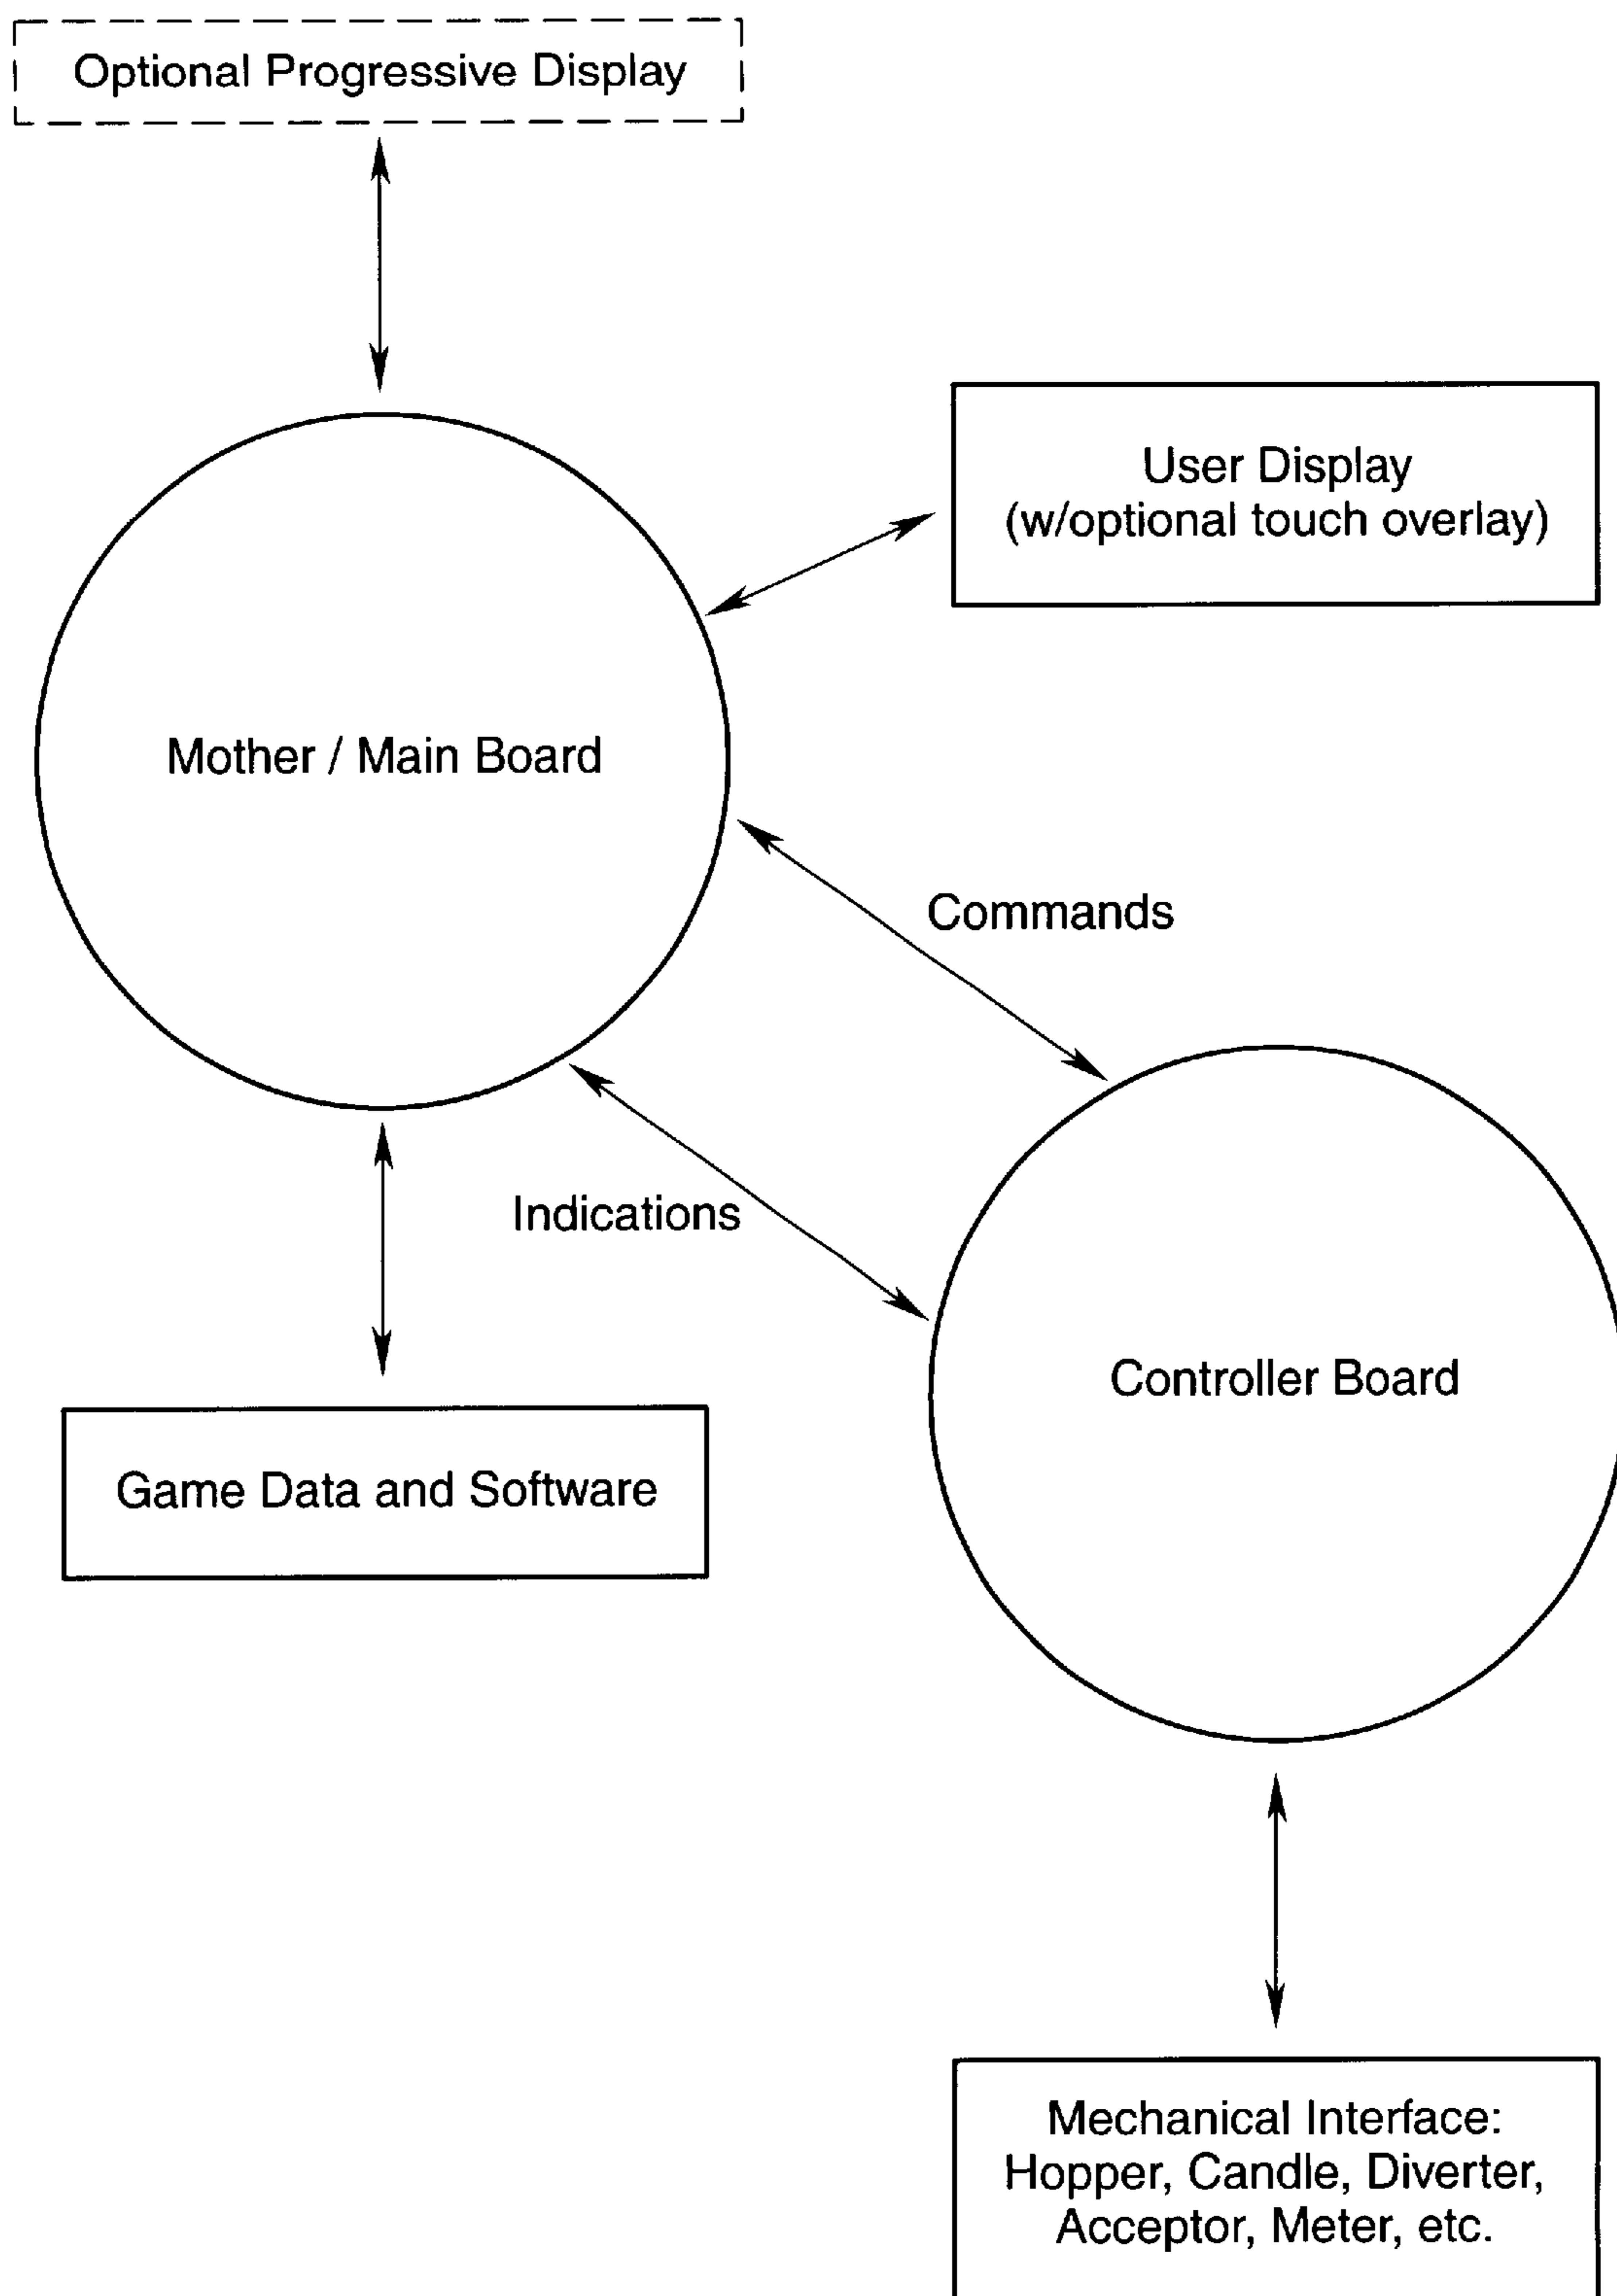 Optional Progressive Display
User Display
(w/optional touch overlay)
Mother / Main Board
Commands
Indications
Controller Board
Game Data and Software
Mechanical Interface:
Hopper, Candle, Diverter,
Acceptor, Meter, etc.